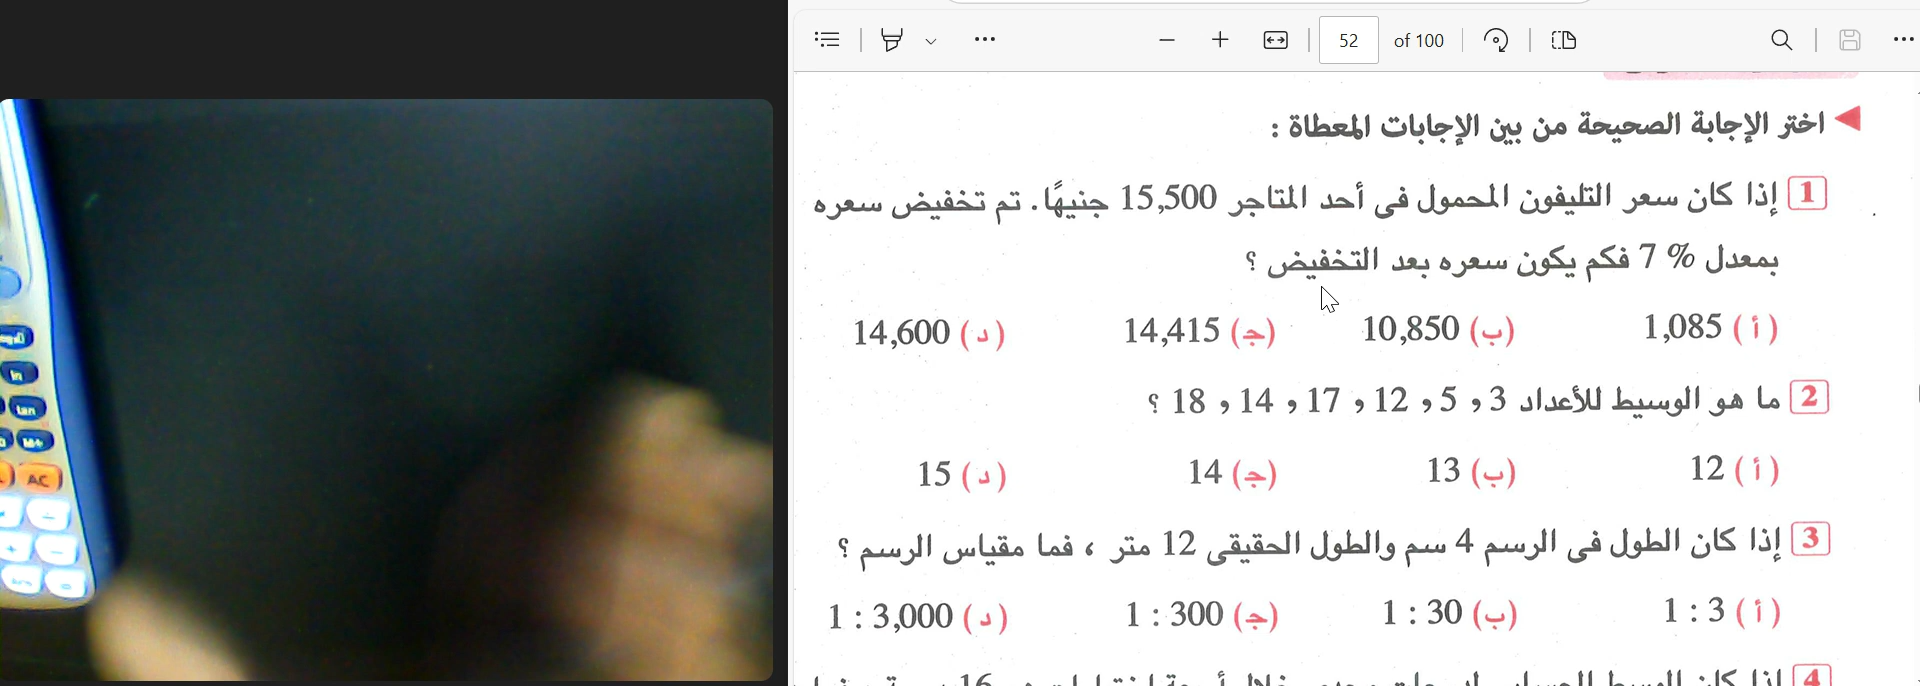 52 of 100
اختر الإجابة الصحيحة من بين الإجابات المعطاة :
1 إذا كان سعر التليفون المحمول فى أحد المتاجر 15,500 جنيهًا. تم تخفيض سعره
بمعدل % 7 فكم يكون سعره بعد التخفيض ؟
( أ ) 1,085 (ب) 10,850 (جـ) 14,415 ( د ) 14,600
2 ما هو الوسيط للأعداد 3 ، 5 ، 12 ، 17 ، 14 ، 18 ؟
( أ ) 12 (ب) 13 (جـ) 14 ( د ) 15
3 إذا كان الطول فى الرسم 4 سم والطول الحقيقى 12 متر ، فما مقياس الرسم ؟
( أ ) 1 : 3 (ب) 1 : 30 (جـ) 1 : 300 ( د ) 1 : 3,000
4
ln
tan
M+
AC